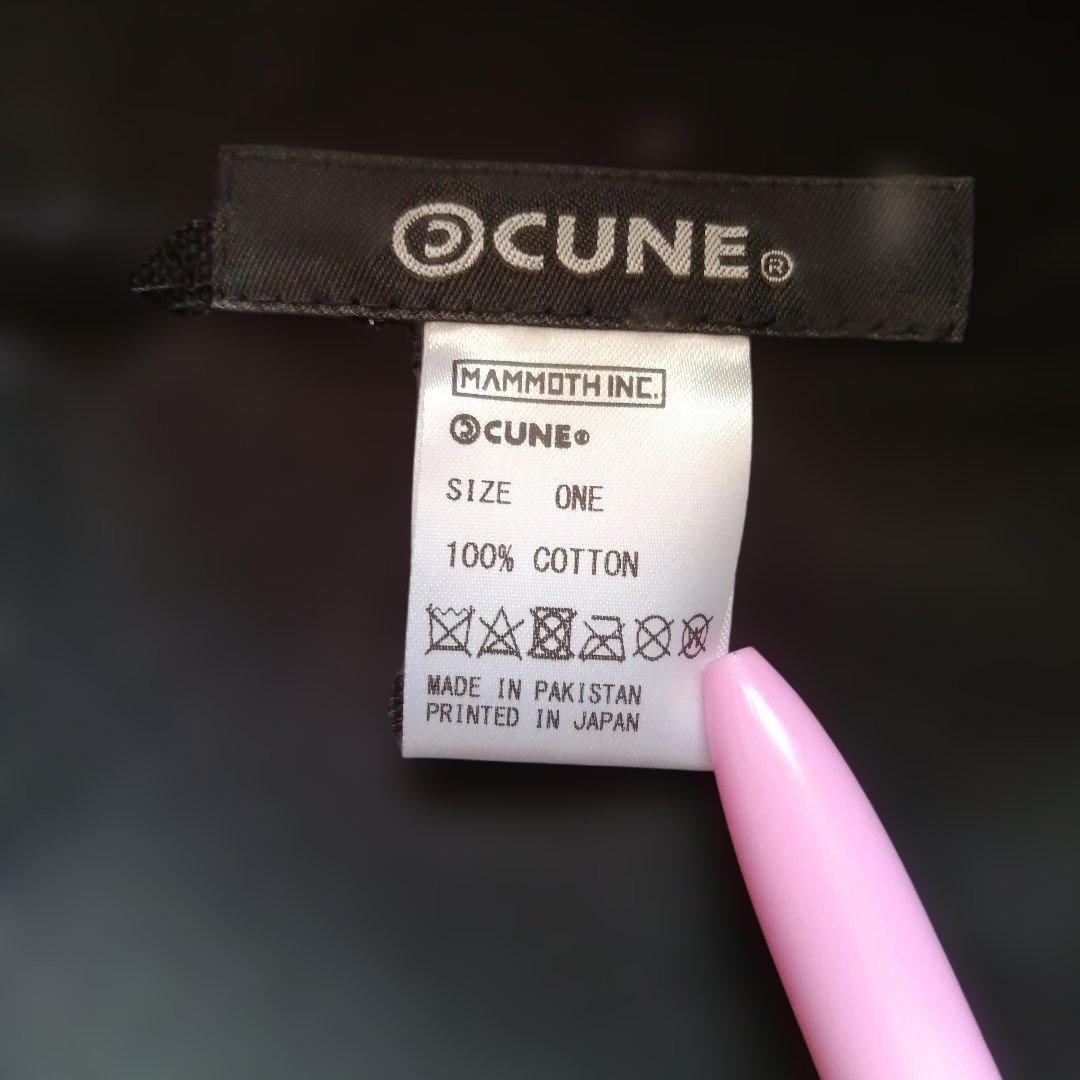 CUNE®
MAMMOTH INC.
CUNE®
SIZE ONE
100% COTTON
MADE IN PAKISTAN
PRINTED IN JAPAN